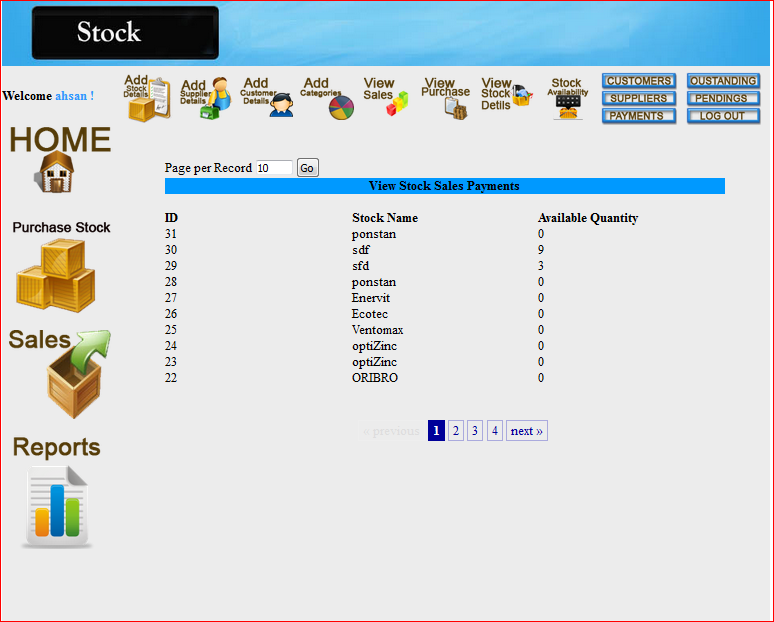 Stock
Welcome ahsan !
Add Stock Details
Add Supplier Details
Add Customer Details
Add Categories
View Sales
View Purchase
View Stock Detils
Stock Availability
CUSTOMERS
OUSTANDING
SUPPLIERS
PENDINGS
PAYMENTS
LOG OUT
HOME
Purchase Stock
Sales
Reports
Page per Record 10 Go
View Stock Sales Payments
ID Stock Name Available Quantity
31 ponstan 0
30 sdf 9
29 sfd 3
28 ponstan 0
27 Enervit 0
26 Ecotec 0
25 Ventomax 0
24 optiZinc 0
23 optiZinc 0
22 ORIBRO 0
« previous 1 2 3 4 next »